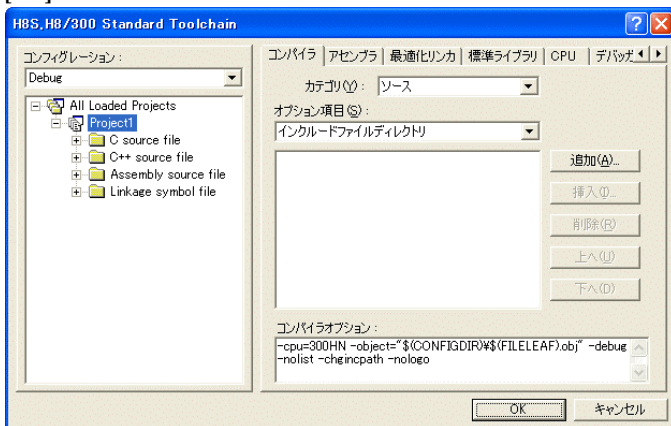 H8S,H8/300 Standard Toolchain
コンフィグレーション :
Debug
All Loaded Projects
Project1
C source file
C++ source file
Assembly source file
Linkage symbol file
コンパイラ アセンブラ 最適化リンカ 標準ライブラリ CPU デバッガ
カテゴリ(Y) : ソース
オプション項目(S) :
インクルードファイルディレクトリ
追加(A)...
挿入(I)...
削除(R)
上へ(U)
下へ(D)
コンパイラオプション :
-cpu=300HN -object="$(CONFIGDIR)¥$(FILELEAF).obj" -debug
-nolist -chgincpath -nologo
OK キャンセル